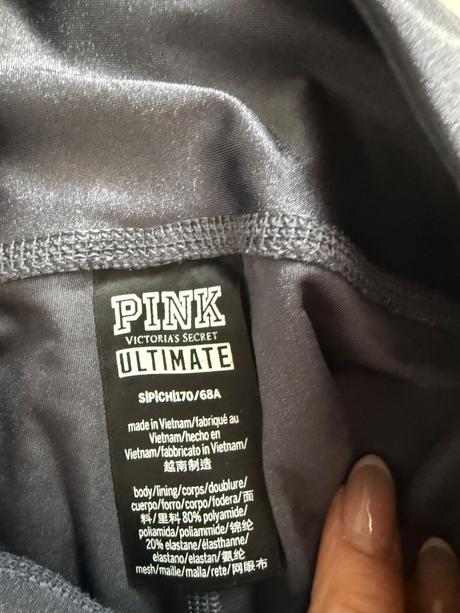 PINK
VICTORIA'S SECRET
ULTIMATE
S|P|CH|170/68A
made in Vietnam/fabriqué au
Vietnam/hecho en
Vietnam/fabbricato in Vietnam/
越南制造
body/lining/corps/doublure/
cuerpo/forro/corpo/fodera/面
料/里料 80% polyamide/
poliamida/poliammide/锦纶
20% elastane/élasthanne/
elastano/elastan/氨纶
mesh/maille/malla/rete/网眼布